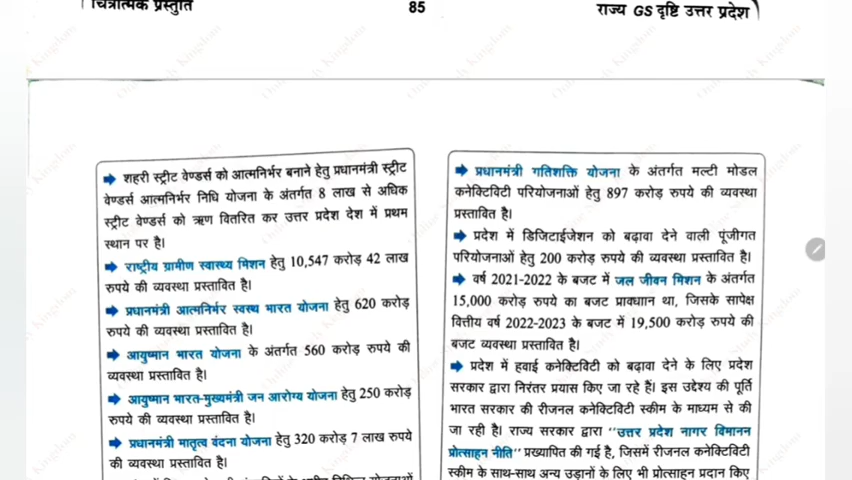 चित्रात्मक प्रस्तुति
85
राज्य GS दृष्टि उत्तर प्रदेश
शहरी स्ट्रीट वेण्डर्स को आत्मनिर्भर बनाने हेतु प्रधानमंत्री स्ट्रीट
वेण्डर्स आत्मनिर्भर निधि योजना के अंतर्गत 8 लाख से अधिक
स्ट्रीट वेण्डर्स को ऋण वितरित कर उत्तर प्रदेश देश में प्रथम
स्थान पर है।
राष्ट्रीय ग्रामीण स्वास्थ्य मिशन हेतु 10,547 करोड़ 42 लाख
रुपये की व्यवस्था प्रस्तावित है।
प्रधानमंत्री आत्मनिर्भर स्वस्थ भारत योजना हेतु 620 करोड़
रुपये की व्यवस्था प्रस्तावित है।
आयुष्मान भारत योजना के अंतर्गत 560 करोड़ रुपये की
व्यवस्था प्रस्तावित है।
आयुष्मान भारत-मुख्यमंत्री जन आरोग्य योजना हेतु 250 करोड़
रुपये की व्यवस्था प्रस्तावित है।
प्रधानमंत्री मातृत्व वंदना योजना हेतु 320 करोड़ 7 लाख रुपये
की व्यवस्था प्रस्तावित है।
प्रधानमंत्री गतिशक्ति योजना के अंतर्गत मल्टी मोडल
कनेक्टिविटी परियोजनाओं हेतु 897 करोड़ रुपये की व्यवस्था
प्रस्तावित है।
प्रदेश में डिजिटाईजेशन को बढ़ावा देने वाली पूंजीगत
परियोजनाओं हेतु 200 करोड़ रुपये की व्यवस्था प्रस्तावित है।
वर्ष 2021-2022 के बजट में जल जीवन मिशन के अंतर्गत
15,000 करोड़ रुपये का बजट प्रावधाान था, जिसके सापेक्ष
वित्तीय वर्ष 2022-2023 के बजट में 19,500 करोड़ रुपये की
बजट व्यवस्था प्रस्तावित है।
प्रदेश में हवाई कनेक्टिविटी को बढ़ावा देने के लिए प्रदेश
सरकार द्वारा निरंतर प्रयास किए जा रहे हैं। इस उद्देश्य की पूर्ति
भारत सरकार की रीजनल कनेक्टिविटी स्कीम के माध्यम से की
जा रही है। राज्य सरकार द्वारा "उत्तर प्रदेश नागर विमानन
प्रोत्साहन नीति" प्रख्यापित की गई है, जिसमें रीजनल कनेक्टिविटी
स्कीम के साथ-साथ अन्य उड़ानों के लिए भी प्रोत्साहन प्रदान किए